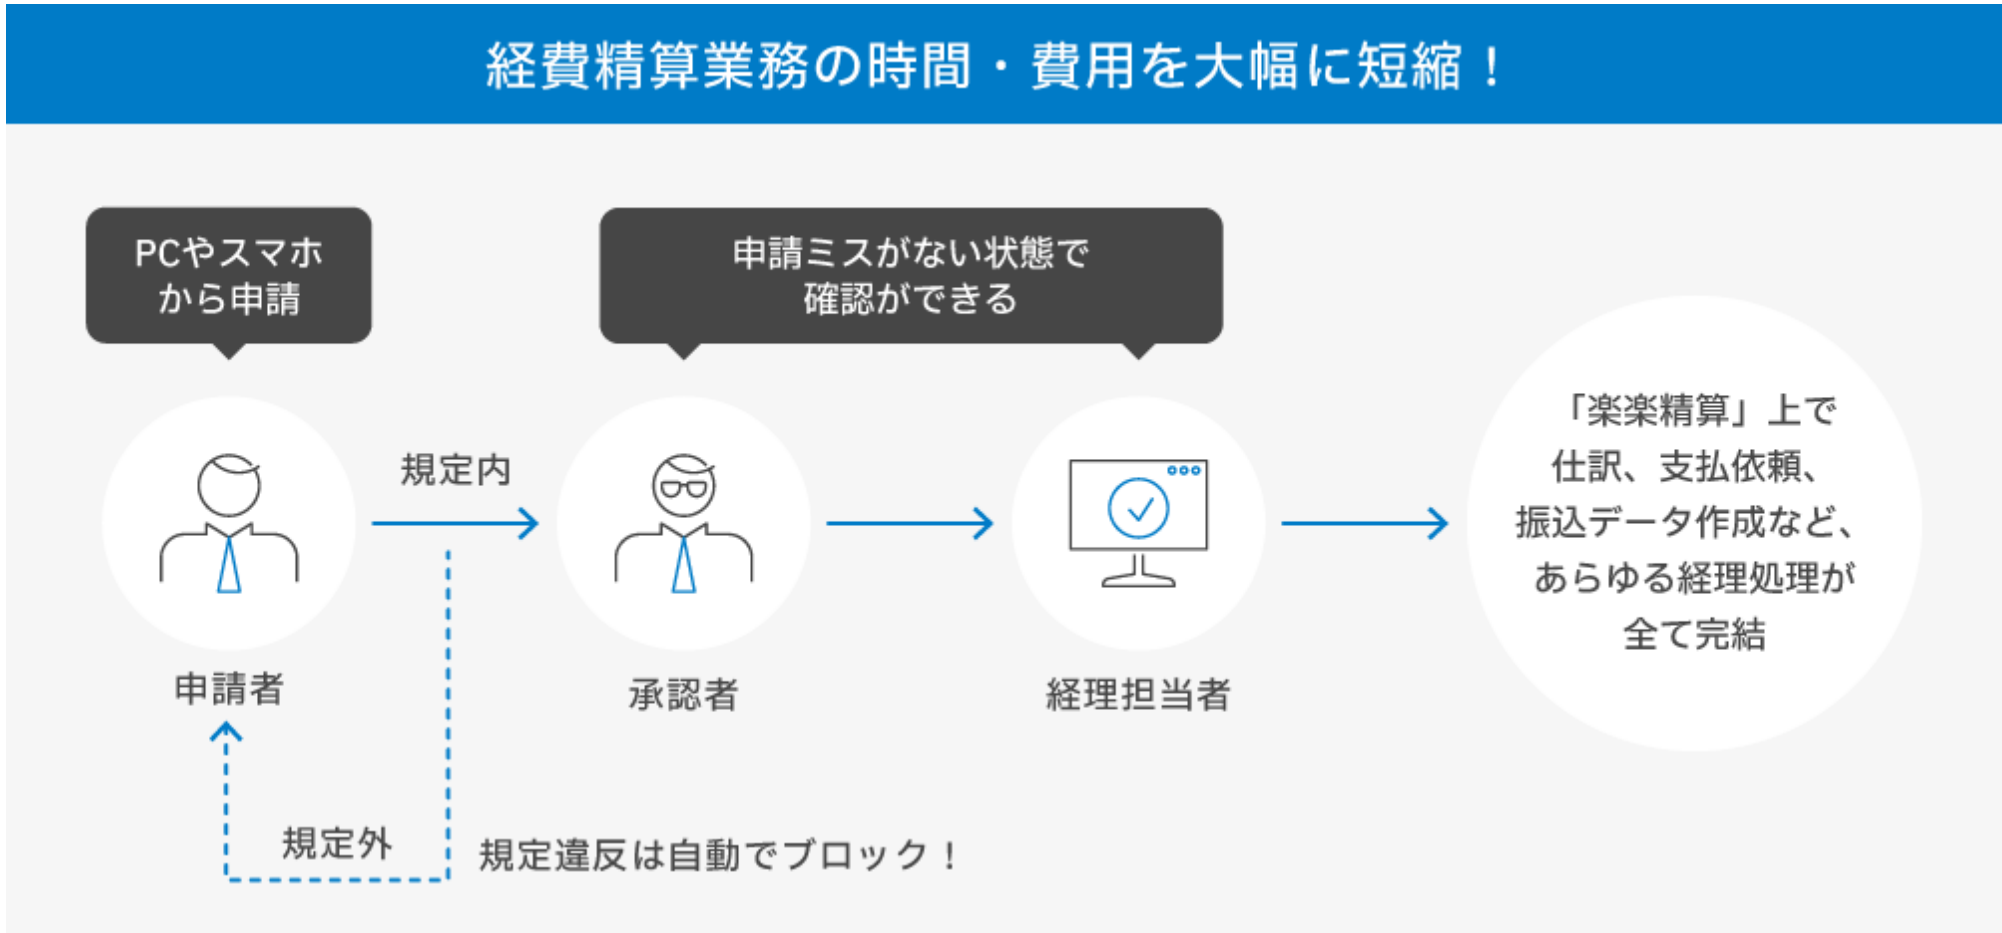 経費精算業務の時間・費用を大幅に短縮！
PCやスマホ
から申請
申請ミスがない状態で
確認ができる
規定内
申請者
承認者
経理担当者
「楽楽精算」上で
仕訳、支払依頼、
振込データ作成など、
あらゆる経理処理が
全て完結
規定外
規定違反は自動でブロック！